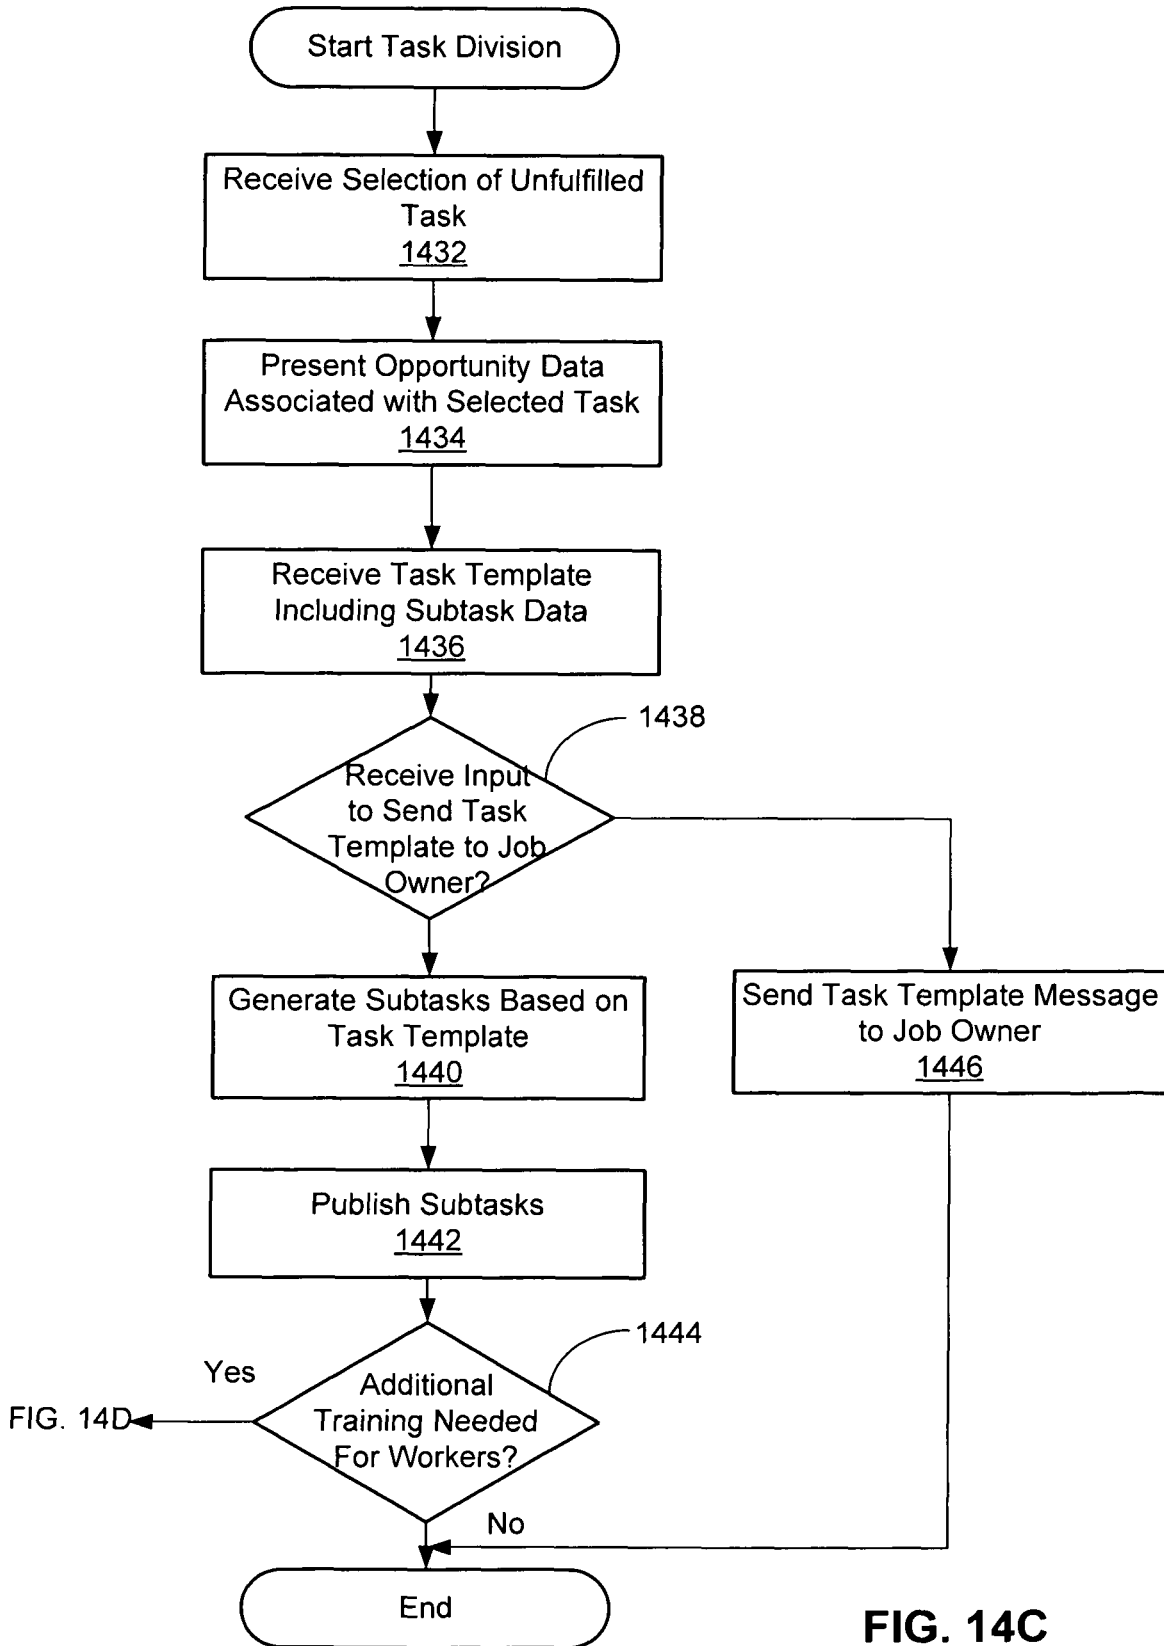 Start Task Division
Receive Selection of Unfulfilled
Task
1432
Present Opportunity Data
Associated with Selected Task
1434
Receive Task Template
Including Subtask Data
1436
1438
Receive Input
to Send Task
Template to Job
Owner?
Generate Subtasks Based on
Task Template
1440
Send Task Template Message
to Job Owner
1446
Publish Subtasks
1442
1444
Yes
Additional
Training Needed
For Workers?
FIG. 14D
No
End
FIG. 14C